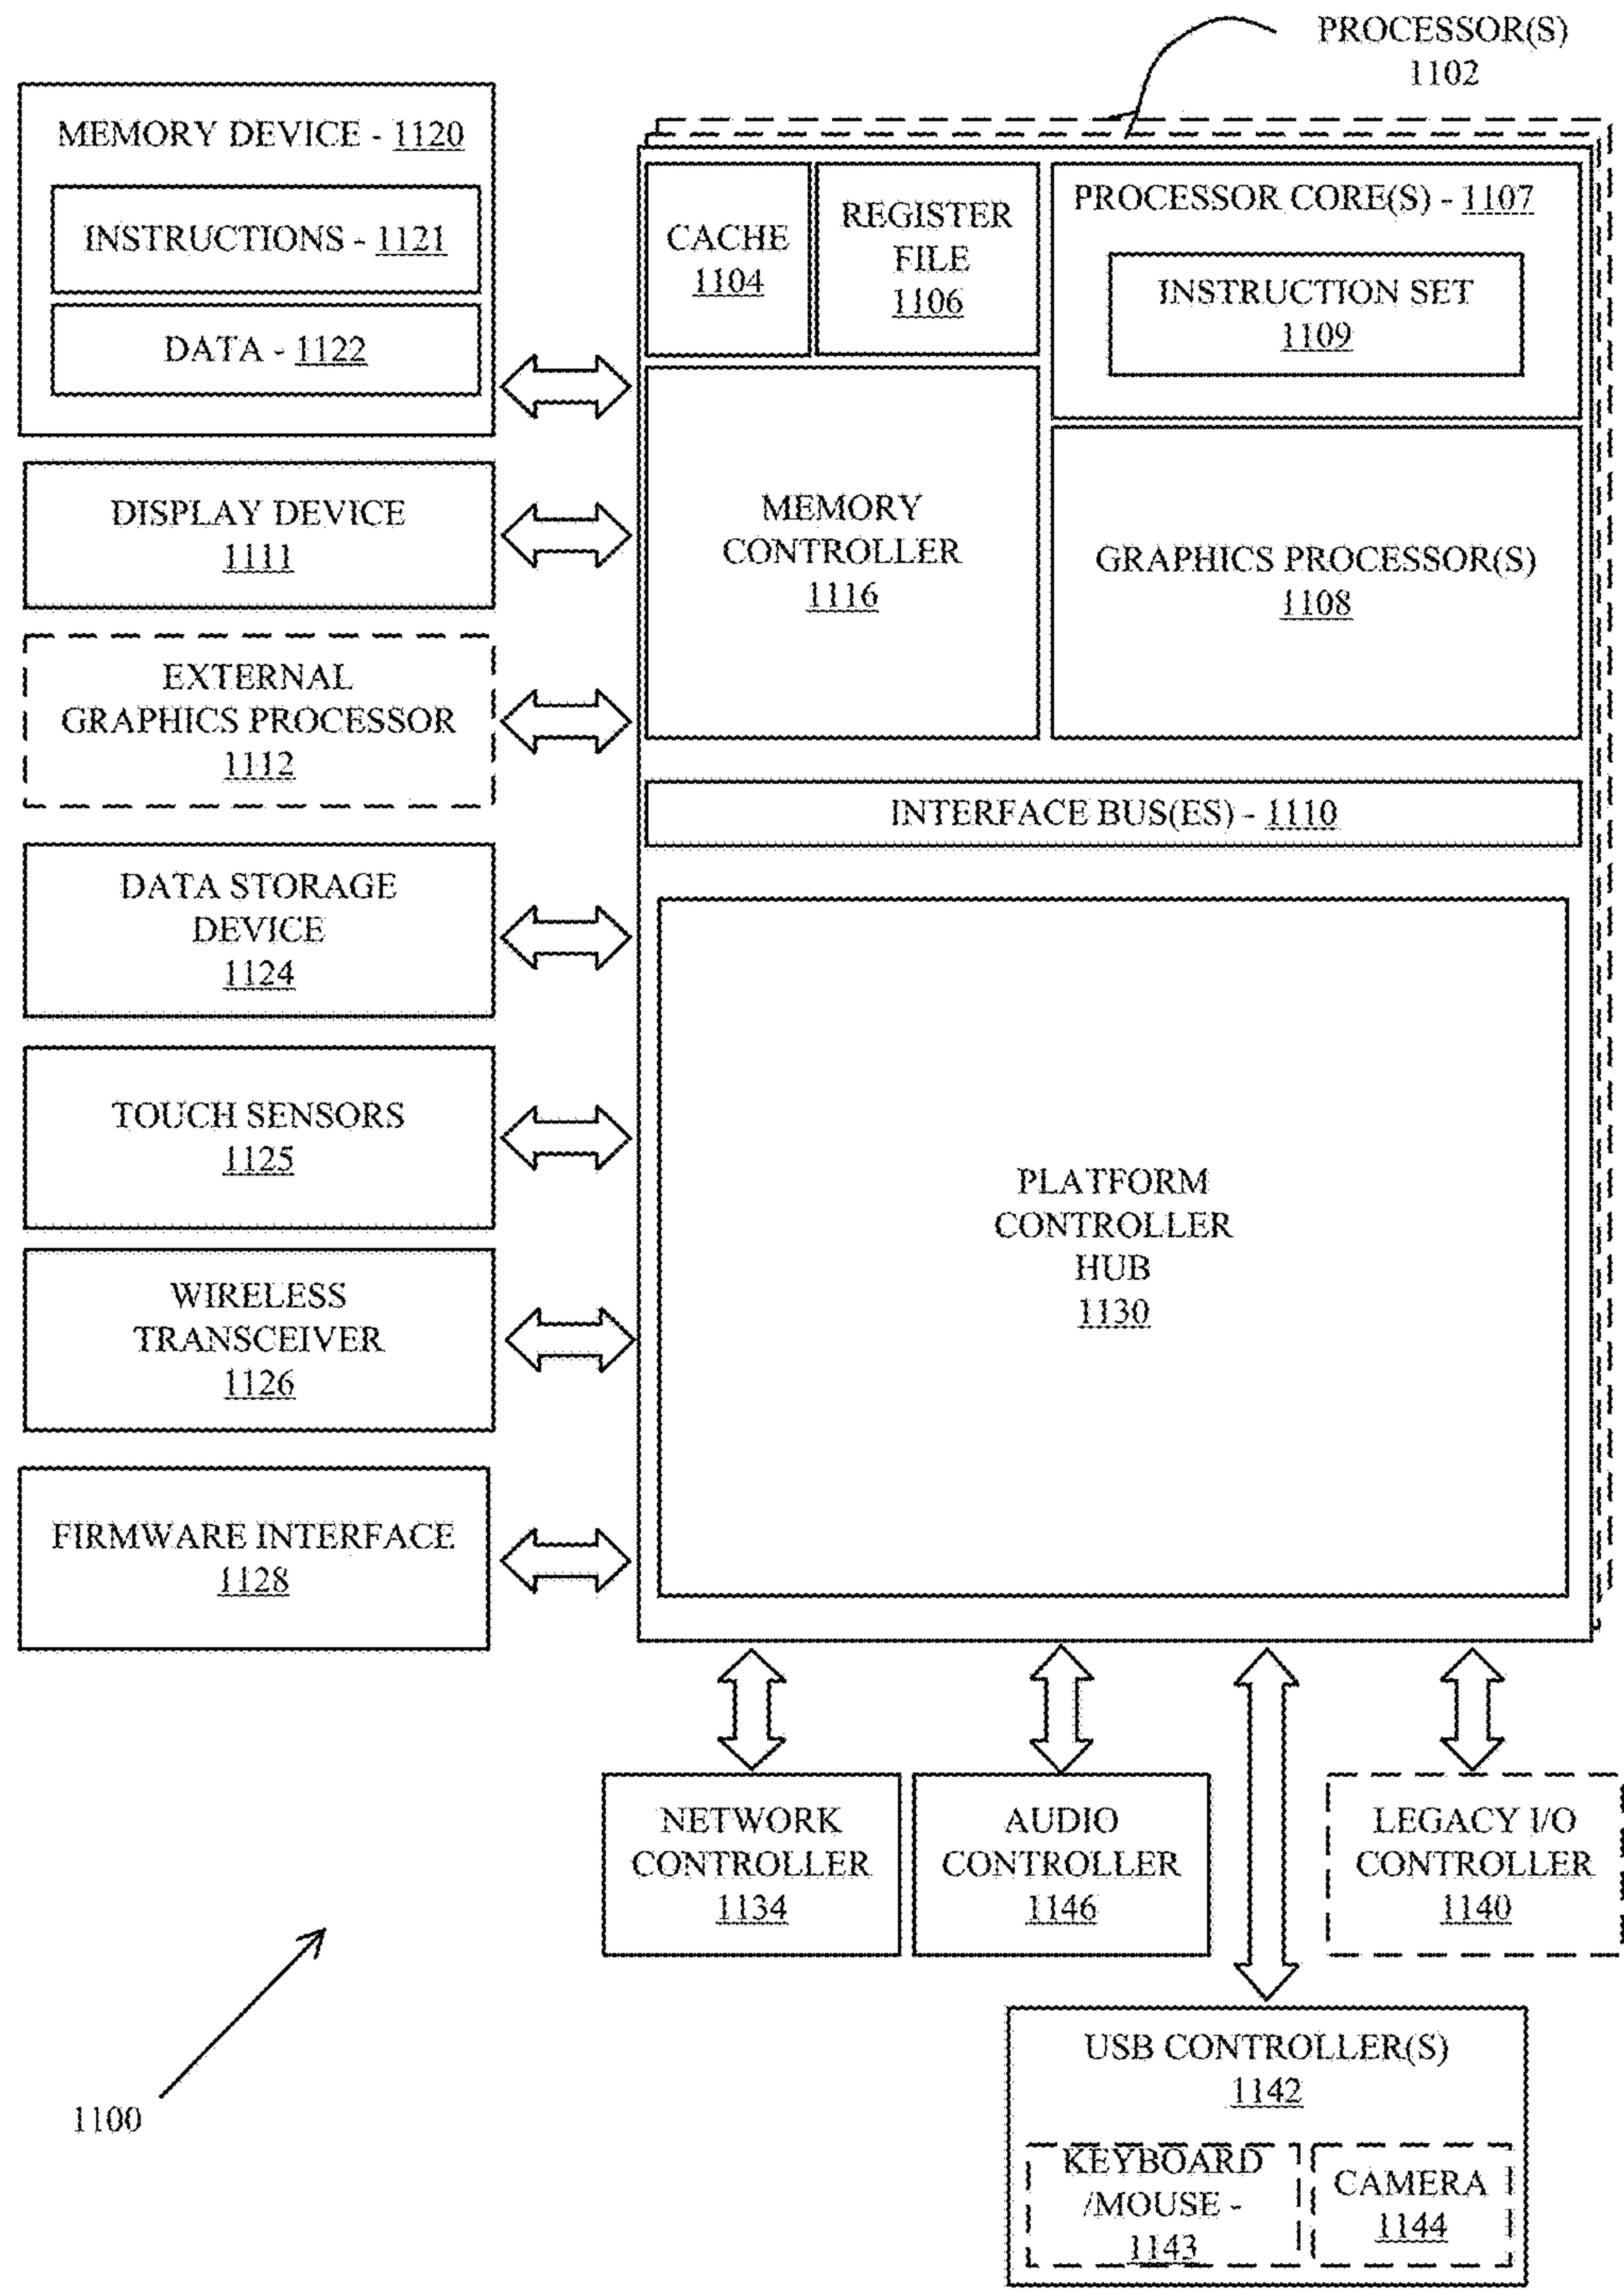 PROCESSOR(S)
1102
MEMORY DEVICE - 1120
INSTRUCTIONS - 1121
DATA - 1122
DISPLAY DEVICE
1111
EXTERNAL
GRAPHICS PROCESSOR
1112
DATA STORAGE
DEVICE
1124
TOUCH SENSORS
1125
WIRELESS
TRANSCEIVER
1126
FIRMWARE INTERFACE
1128
CACHE
1104
REGISTER
FILE
1106
PROCESSOR CORE(S) - 1107
INSTRUCTION SET
1109
MEMORY
CONTROLLER
1116
GRAPHICS PROCESSOR(S)
1108
INTERFACE BUS(ES) - 1110
PLATFORM
CONTROLLER
HUB
1130
NETWORK
CONTROLLER
1134
AUDIO
CONTROLLER
1146
LEGACY I/O
CONTROLLER
1140
USB CONTROLLER(S)
1142
KEYBOARD
/MOUSE -
1143
CAMERA
1144
1100